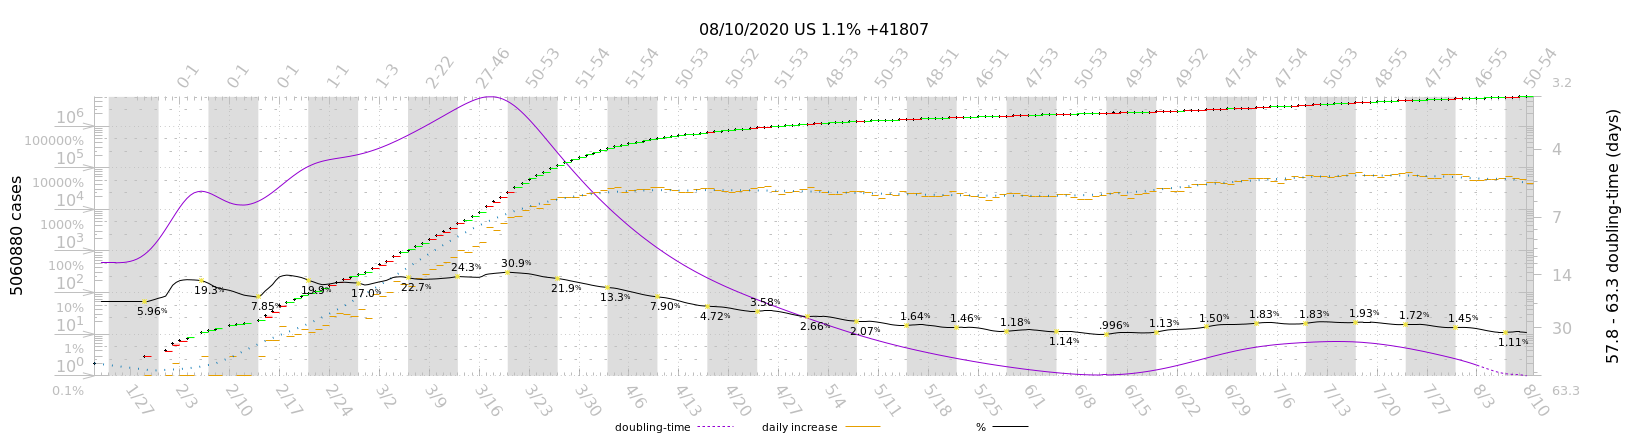 08/10/2020 US 1.1% +41807
0-1 0-1 0-1 1-1 1-3 2-22 27-46 50-53 51-54 51-54 50-53 50-52 51-53 48-53 50-53 48-51 46-51 47-53 50-53 49-54 49-52 47-54 47-54 50-53 48-55 47-54 46-53 50-54
5060880 cases
10⁶
100000%
10⁵
10000%
10⁴
1000%
10³
100%
10²
10%
10¹
1%
10⁰
0.1%
5.96% 19.3% 7.85% 19.9% 17.0% 22.7% 24.3% 30.9% 21.9% 13.3% 7.90% 4.72% 3.58% 2.66% 2.07% 1.64% 1.46% 1.18% 1.14% .996% 1.13% 1.50% 1.83% 1.83% 1.93% 1.72% 1.45% 1.11%
3.2
4
7
14
30
63.3
57.8 - 63.3 doubling-time (days)
1/27 2/3 2/10 2/17 2/24 3/2 3/9 3/16 3/23 3/30 4/6 4/13 4/20 4/27 5/4 5/11 5/18 5/25 6/1 6/8 6/15 6/22 6/29 7/6 7/13 7/20 7/27 8/3 8/10
doubling-time daily increase %